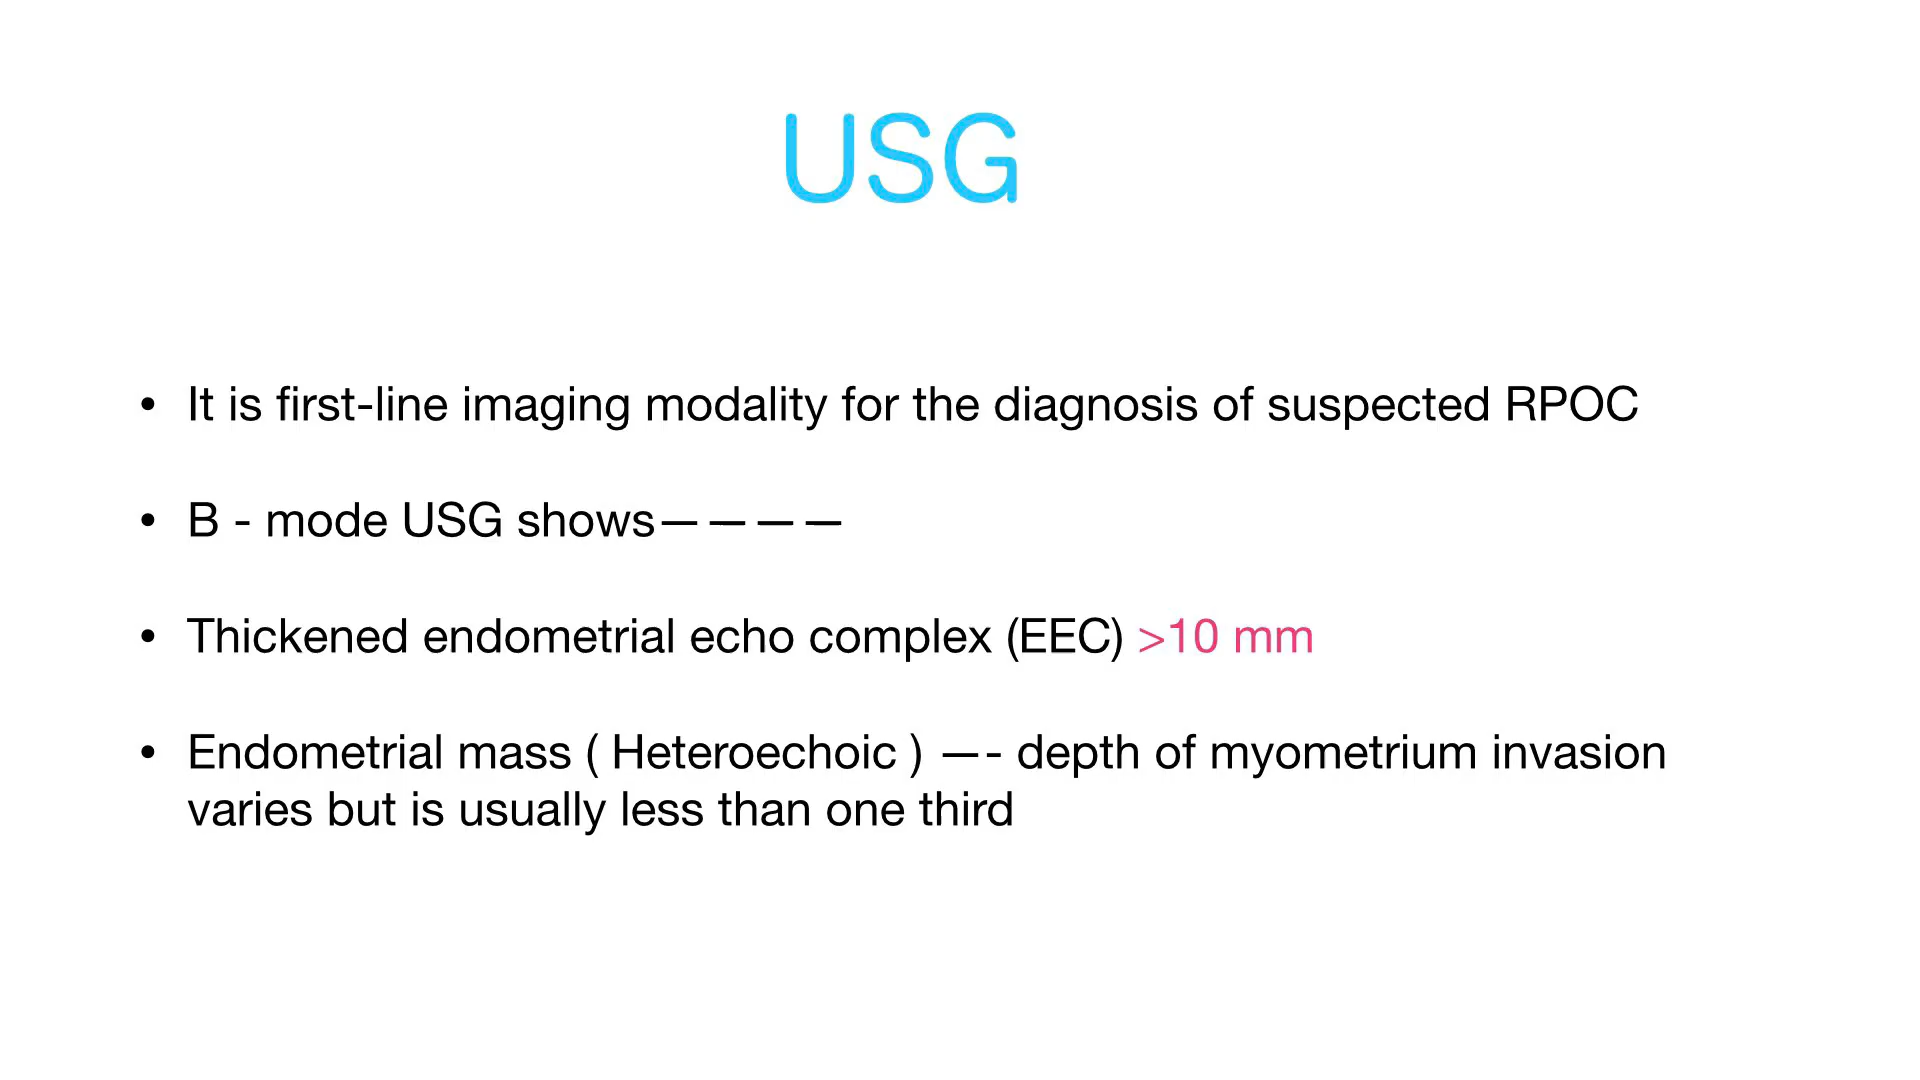 USG
• It is first-line imaging modality for the diagnosis of suspected RPOC
• B - mode USG shows— — — —
• Thickened endometrial echo complex (EEC) >10 mm
• Endometrial mass ( Heteroechoic ) —- depth of myometrium invasion
varies but is usually less than one third